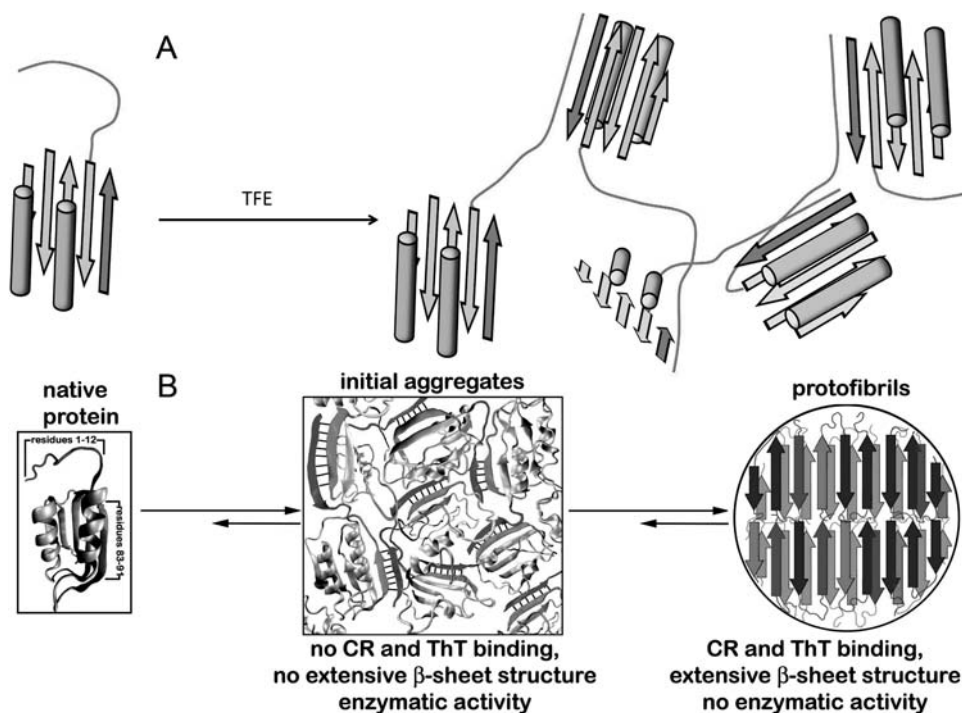 A
TFE
native
protein
B
initial aggregates
protofibrils
residues 1-12
residues 83-91
no CR and ThT binding,
no extensive β-sheet structure
enzymatic activity
CR and ThT binding,
extensive β-sheet structure
no enzymatic activity